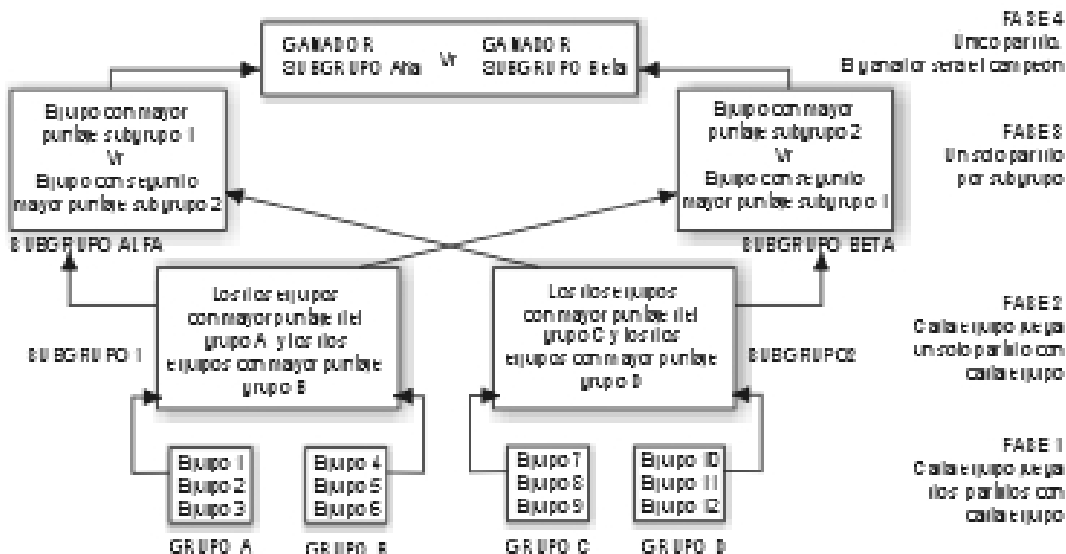 FASE 4
Unico partido.
El ganador sera el campeon
GANADOR
SUBGRUPO Alfa
Vr
GANADOR
SUBGRUPO Beta
Equipo con mayor
puntaje subgrupo 1
Vr
Equipo con segundo
mayor puntaje subgrupo 2
SUBGRUPO ALFA
Equipo con mayor
puntaje subgrupo 2
Vr
Equipo con segundo
mayor puntaje subgrupo 1
SUBGRUPO BETA
FASE 3
Un solo partido
por subgrupo
SUBGRUPO 1
Los dos equipos
con mayor puntaje del
grupo A y los dos
equipos con mayor puntaje
grupo B
Los dos equipos
con mayor puntaje del
grupo C y los dos
equipos con mayor puntaje
grupo D
SUBGRUPO2
FASE 2
Cada equipo juega
un solo partido con
cada equipo
Equipo 1
Equipo 2
Equipo 3
GRUPO A
Equipo 4
Equipo 5
Equipo 6
GRUPO B
Equipo 7
Equipo 8
Equipo 9
GRUPO C
Equipo 10
Equipo 11
Equipo 12
GRUPO D
FASE 1
Cada equipo juega
dos partidos con
cada equipo